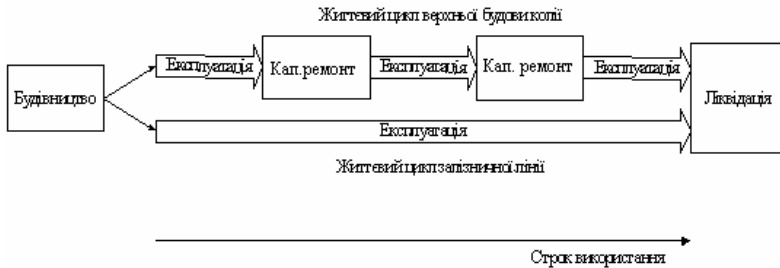 Життєвий цикл верхньої будови колії
Експлуатація
Кап.ремонт
Експлуатація
Кап. ремонт
Експлуатація
Будівництво
Ліквідація
Експлуатація
Життєвий цикл залізничної лінії
Строк використання